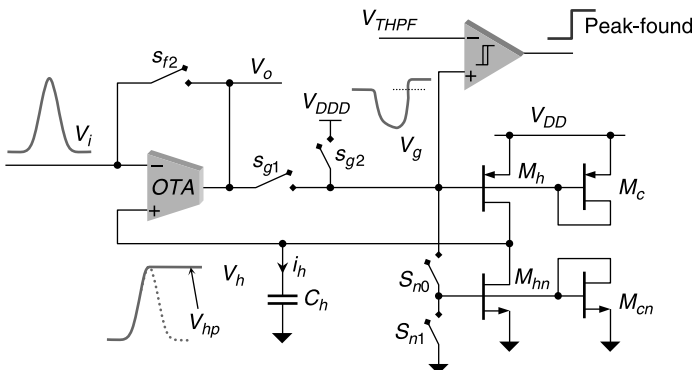 V_THPF
Peak-found
s_f2
V_o
V_i
V_DDD
V_DD
V_g
s_g1
s_g2
OTA
M_h
M_c
V_h
i_h
C_h
V_hp
S_n0
S_n1
M_hn
M_cn